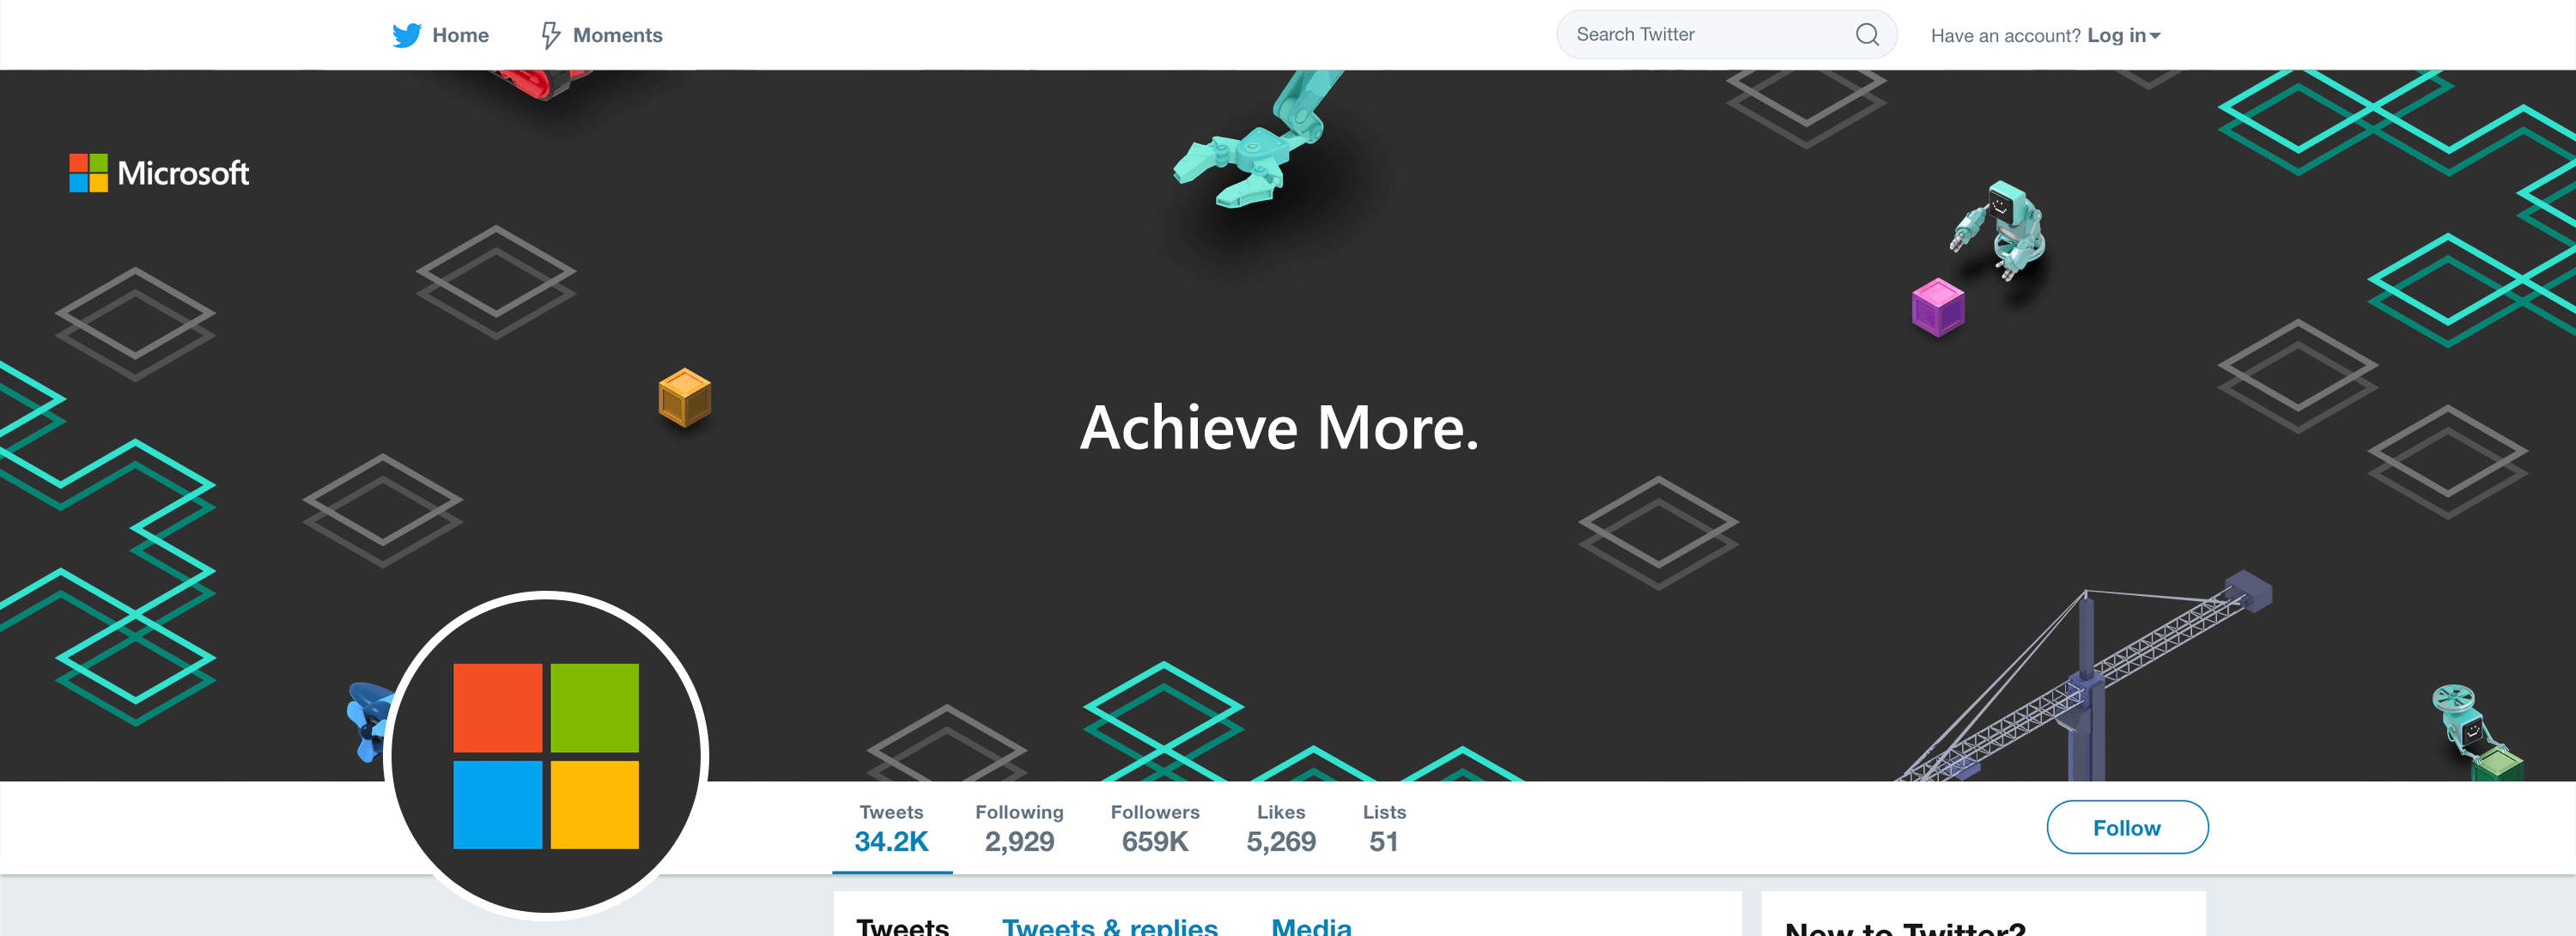 Home Moments Search Twitter Have an account? Log in
Microsoft
Achieve More.
Tweets Following Followers Likes Lists
34.2K 2,929 659K 5,269 51
Follow
Tweets Tweets & replies Media
New to Twitter?